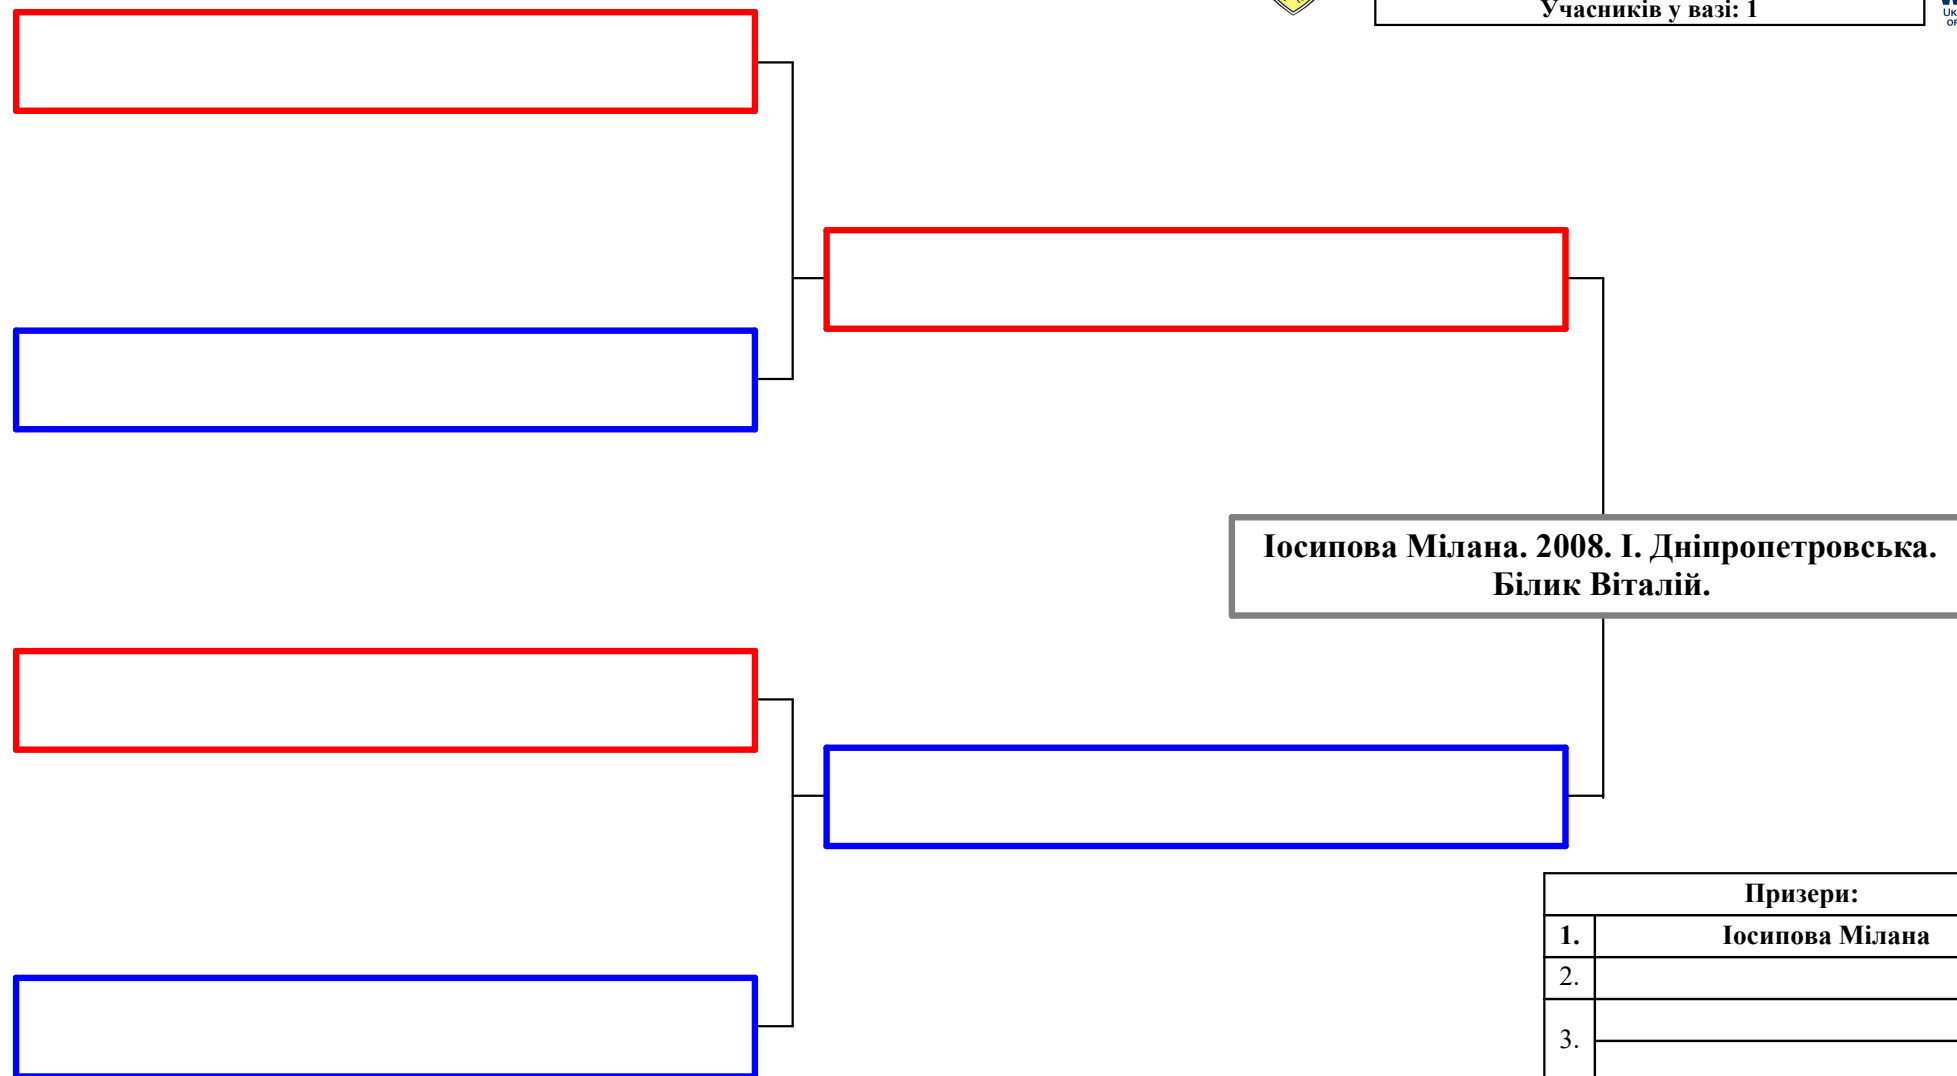 Учасників у вазі: 1
Іосипова Мілана. 2008. І. Дніпропетровська.
Білик Віталій.
Призери:
1. Іосипова Мілана
2.
3.